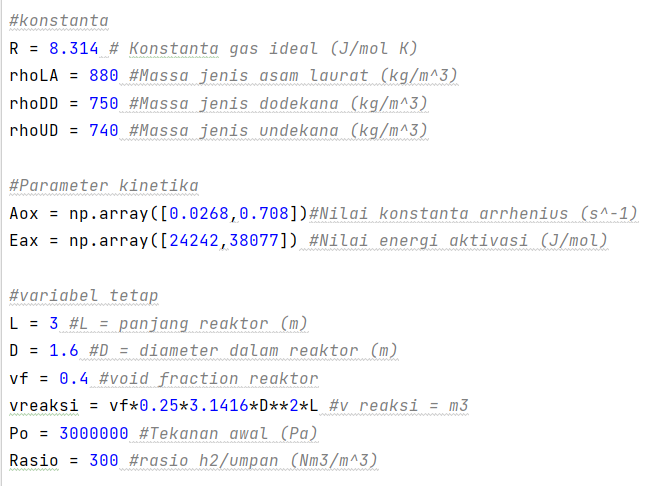 #konstanta
R = 8.314 # Konstanta gas ideal (J/mol K)
rhoLA = 880 #Massa jenis asam laurat (kg/m^3)
rhoDD = 750 #Massa jenis dodekana (kg/m^3)
rhoUD = 740 #Massa jenis undekana (kg/m^3)
#Parameter kinetika
Aox = np.array([0.0268,0.708])#Nilai konstanta arrhenius (s^-1)
Eax = np.array([24242,38077]) #Nilai energi aktivasi (J/mol)
#variabel tetap
L = 3 #L = panjang reaktor (m)
D = 1.6 #D = diameter dalam reaktor (m)
vf = 0.4 #void fraction reaktor
vreaksi = vf*0.25*3.1416*D**2*L #v reaksi = m3
Po = 3000000 #Tekanan awal (Pa)
Rasio = 300 #rasio h2/umpan (Nm3/m^3)